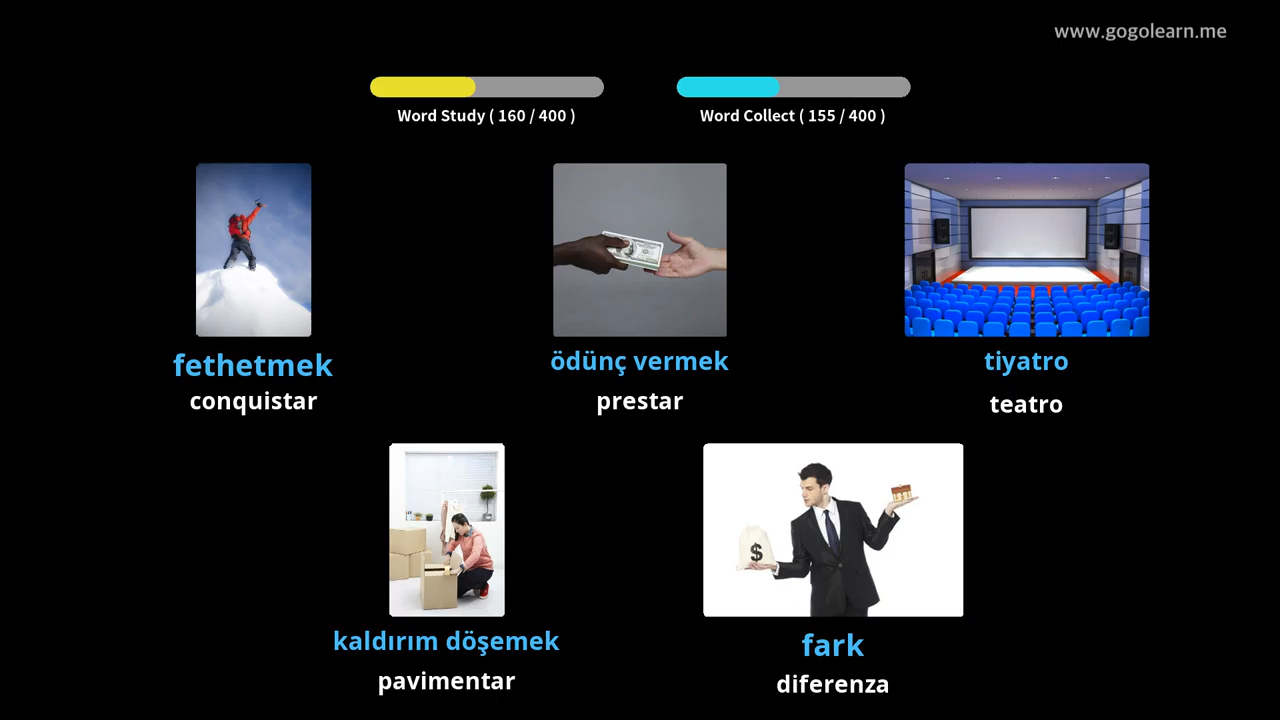 www.gogolearn.me
Word Study ( 160 / 400 )
Word Collect ( 155 / 400 )
fethetmek
conquistar
ödünç vermek
prestar
tiyatro
teatro
kaldırım döşemek
pavimentar
$
fark
diferenza